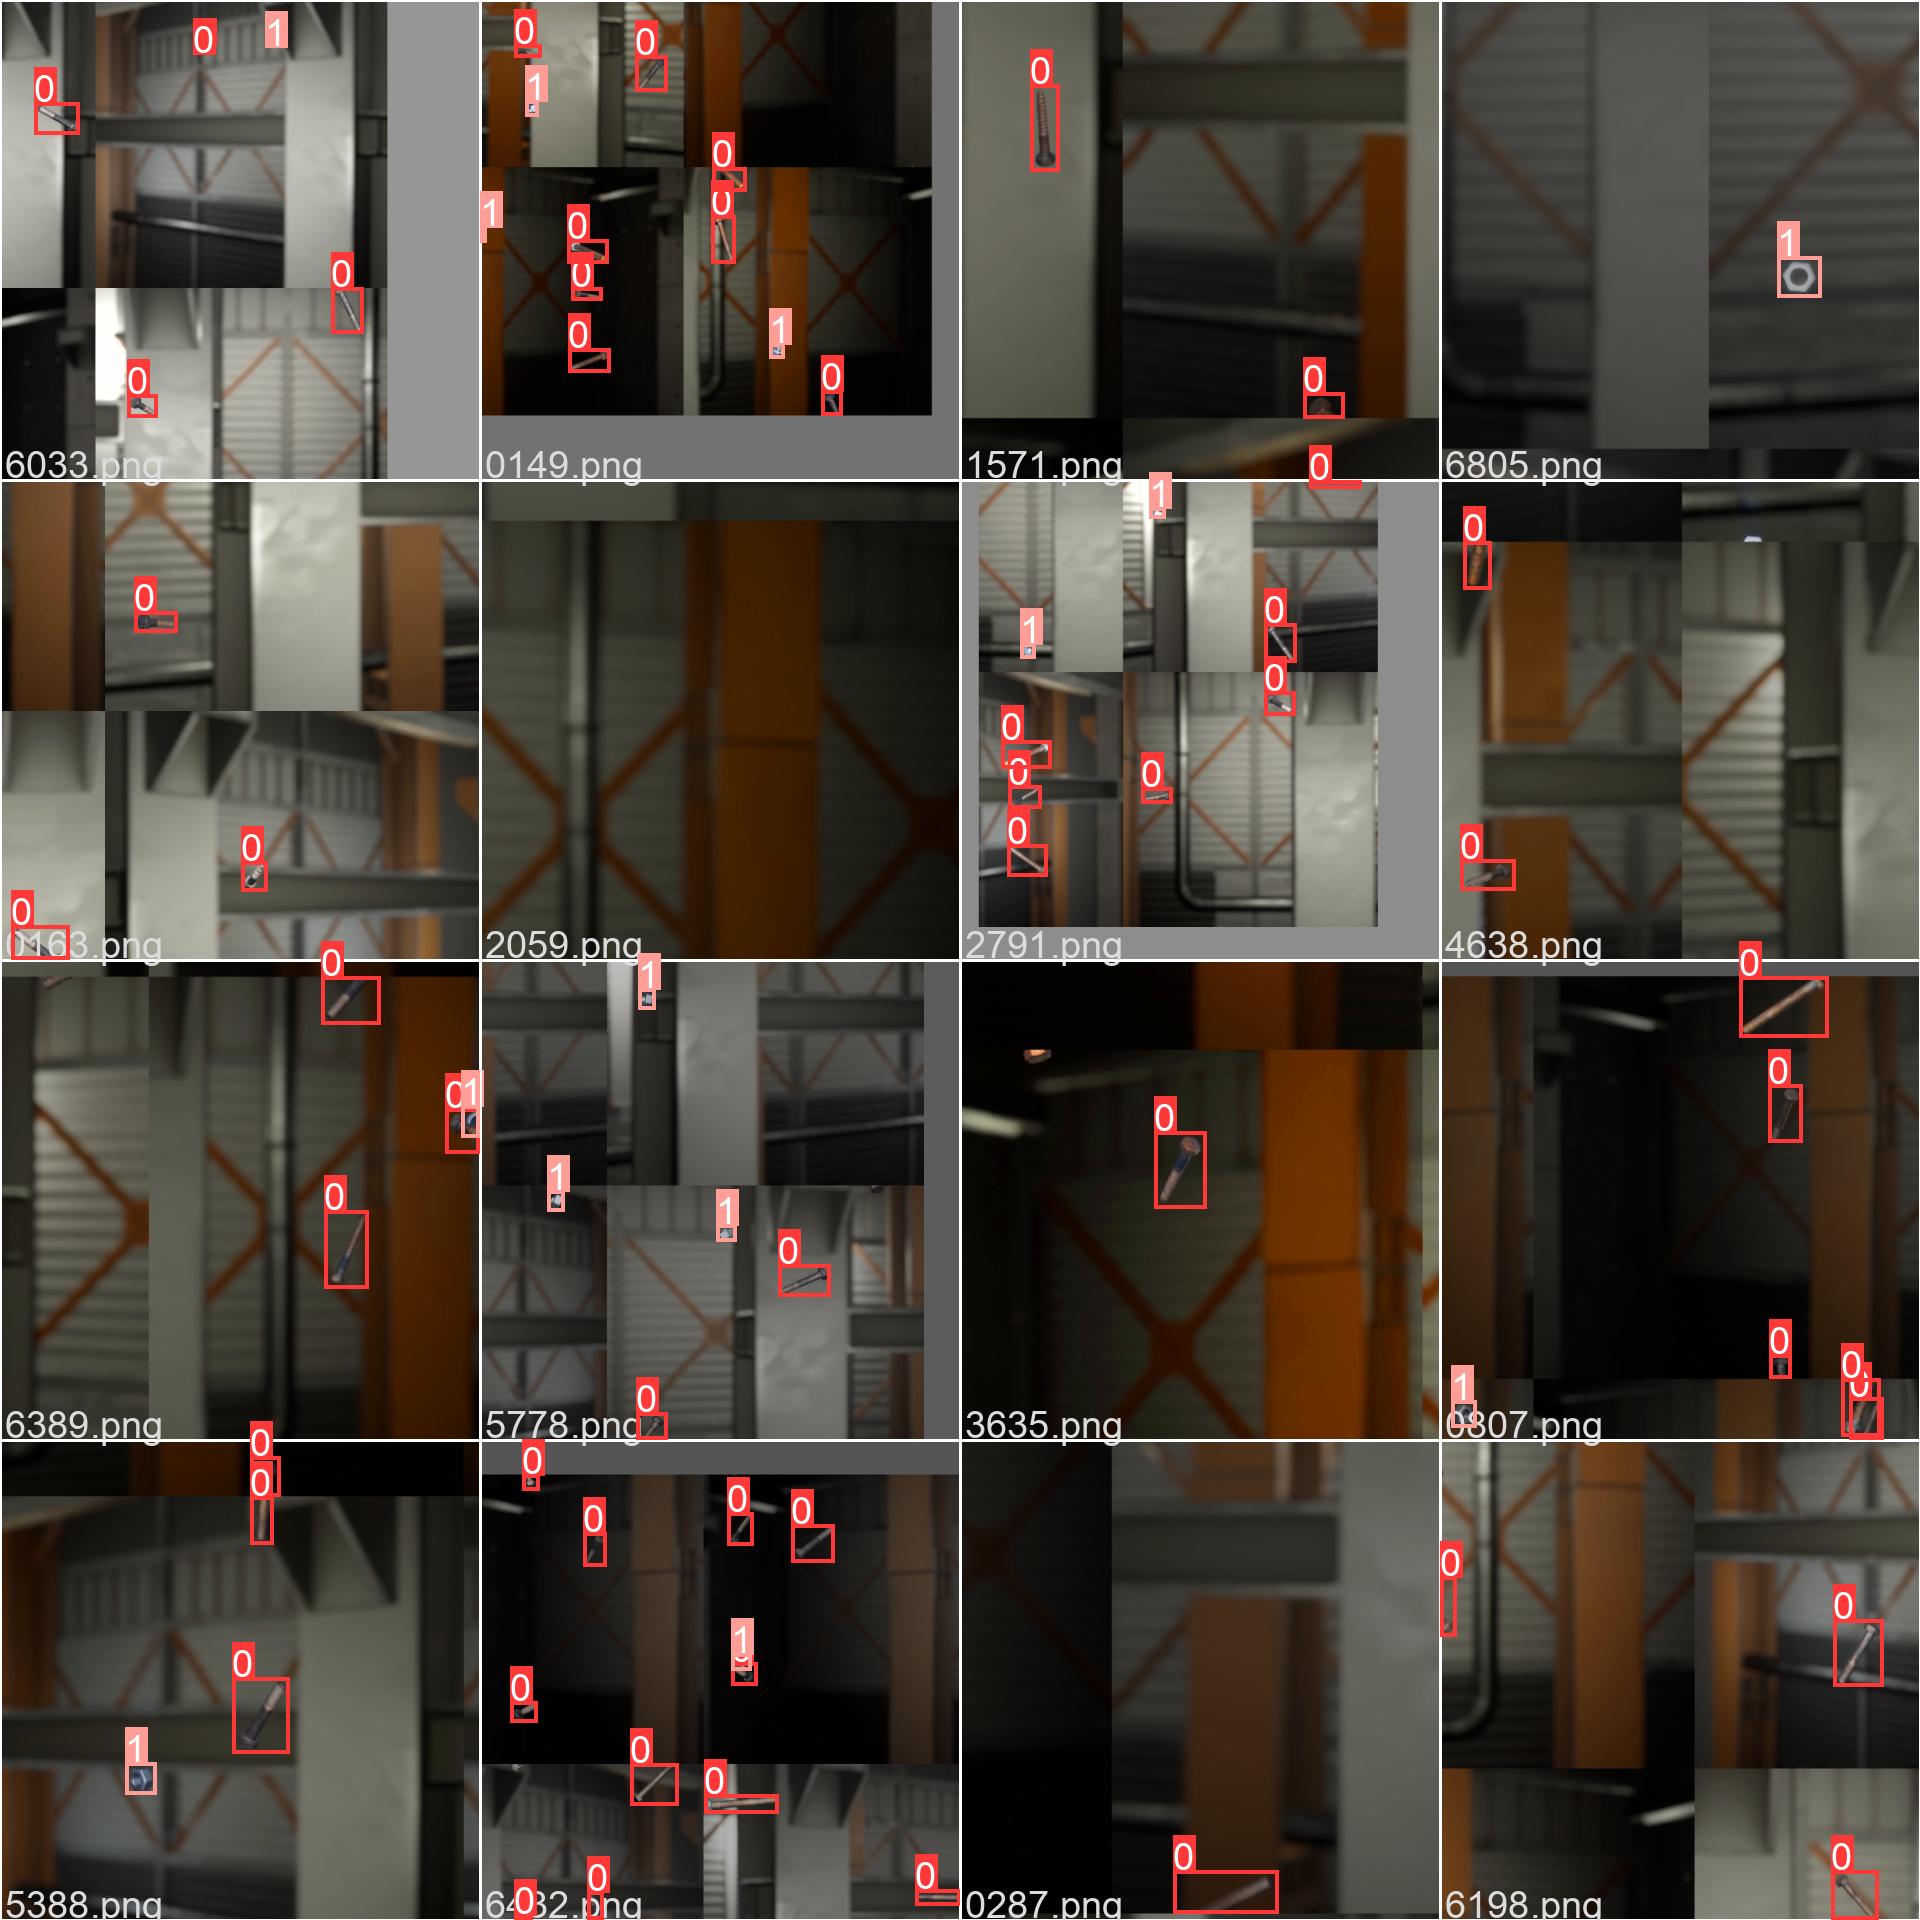 0 1 0 0 0 6033.png
0 0 1 0 0 1 0 0 0 1 0 0149.png
0 0 0 1571.png
1 6805.png
0 0 0 0163.png
2059.png
1 1 0 0 0 0 0 0 2791.png
0 0 4638.png
0 0 1 0 6389.png
1 1 1 0 0 5778.png
0 3635.png
0 0 0 0 0 1 0807.png
0 0 0 1 5388.png
0 0 0 0 1 0 0 0 0 0 0 6432.png
0 0287.png
0 0 0 6198.png